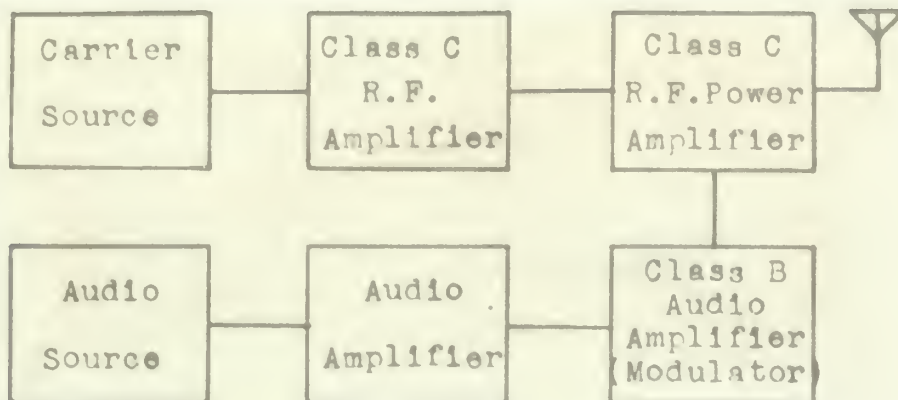 Carrier
Source
Class C
R.F.
Amplifier
Class C
R.F.Power
Amplifier
Audio
Source
Audio
Amplifier
Class B
Audio
Amplifier
(Modulator)